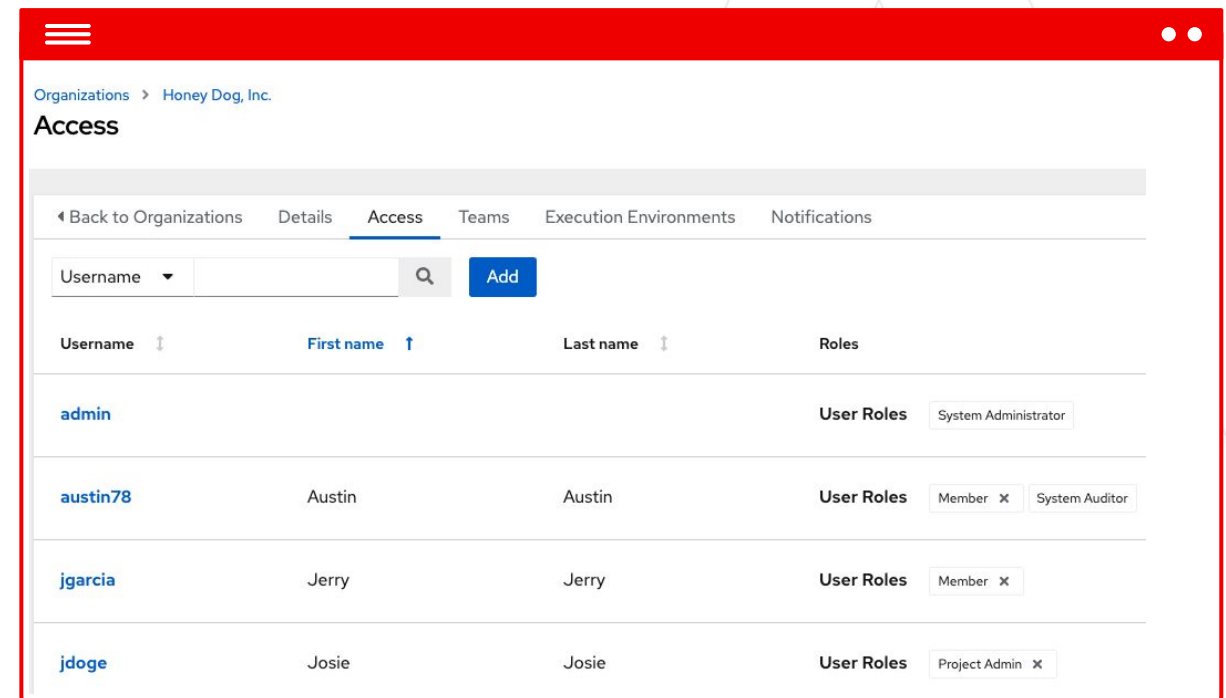 Organizations > Honey Dog, Inc.
Access
Back to Organizations Details Access Teams Execution Environments Notifications
Username Add
Username First name Last name Roles
admin User Roles System Administrator
austin78 Austin Austin User Roles Member × System Auditor
jgarcia Jerry Jerry User Roles Member ×
jdoge Josie Josie User Roles Project Admin ×